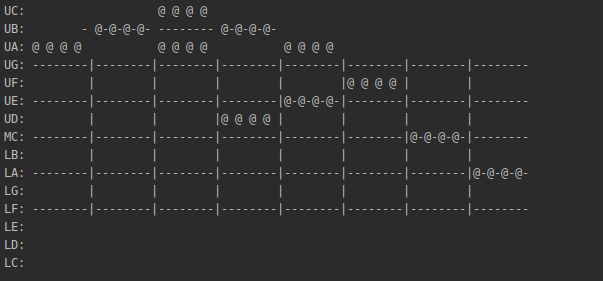 UC:                   @ @ @ @
UB:        - @-@-@-@- -------- @-@-@-@-
UA: @ @ @ @           @ @ @ @           @ @ @ @
UG: --------|--------|--------|--------|--------|--------|--------|--------
UF:         |        |        |        |        |@ @ @ @ |        |
UE: --------|--------|--------|--------|@-@-@-@-|--------|--------|--------
UD:         |        |        |@ @ @ @ |        |        |        |
MC: --------|--------|--------|--------|--------|--------|@-@-@-@-|--------
LB:         |        |        |        |        |        |        |
LA: --------|--------|--------|--------|--------|--------|--------|@-@-@-@-
LG:         |        |        |        |        |        |        |
LF: --------|--------|--------|--------|--------|--------|--------|--------
LE:
LD:
LC: